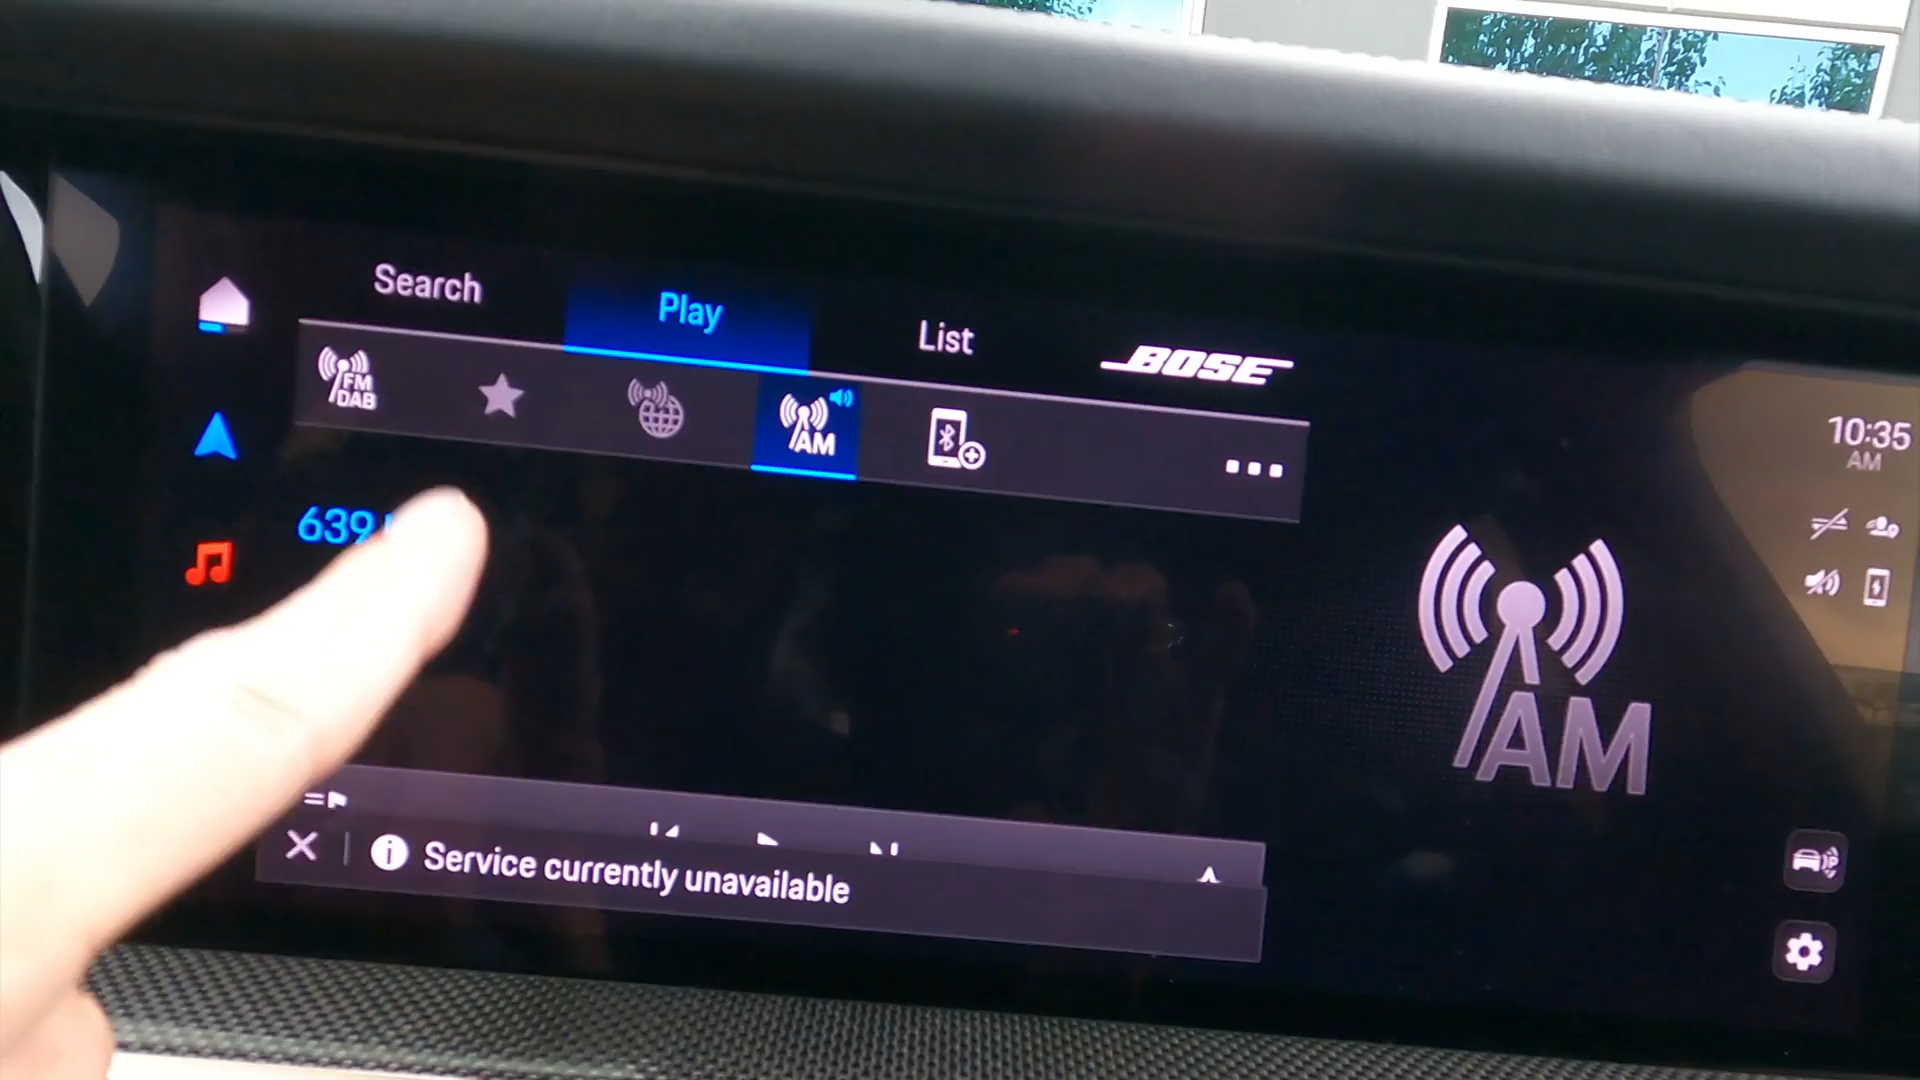 Search
Play
List
BOSE
FM
DAB
AM
639
10:35
AM
AM
Service currently unavailable